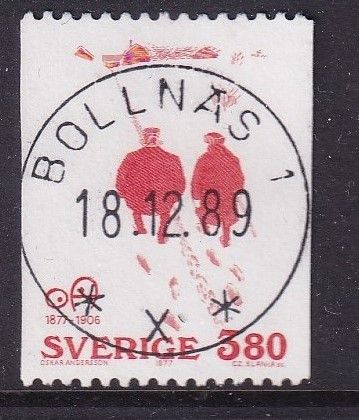 BOLLNÄS 1
18.12.89
X
1877-1906
SVERIGE 380
OSKAR ANDERSSON 1977 CZ. SLANIA SC.